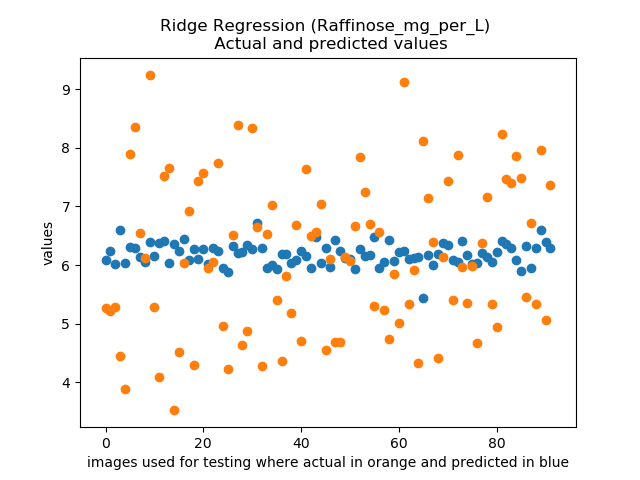 Ridge Regression (Raffinose_mg_per_L)
Actual and predicted values
9
8
7
6
5
4
values
0
20
40
60
80
images used for testing where actual in orange and predicted in blue